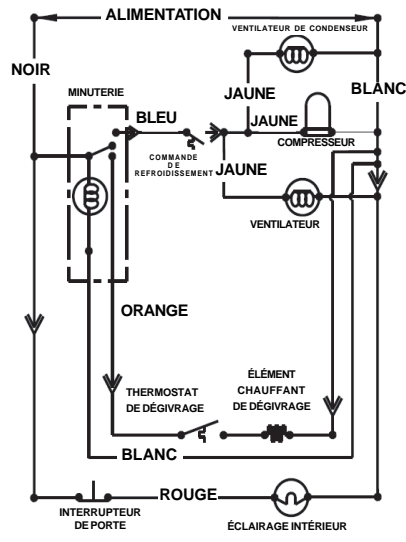 ALIMENTATION
VENTILATEUR DE CONDENSEUR
NOIR
BLANC
MINUTERIE
JAUNE
BLEU
JAUNE
COMPRESSEUR
COMMANDE
DE
REFROIDISSEMENT
JAUNE
VENTILATEUR
ORANGE
THERMOSTAT
DE DÉGIVRAGE
ÉLÉMENT
CHAUFFANT
DE DÉGIVRAGE
BLANC
ROUGE
INTERRUPTEUR
DE PORTE
ÉCLAIRAGE INTÉRIEUR